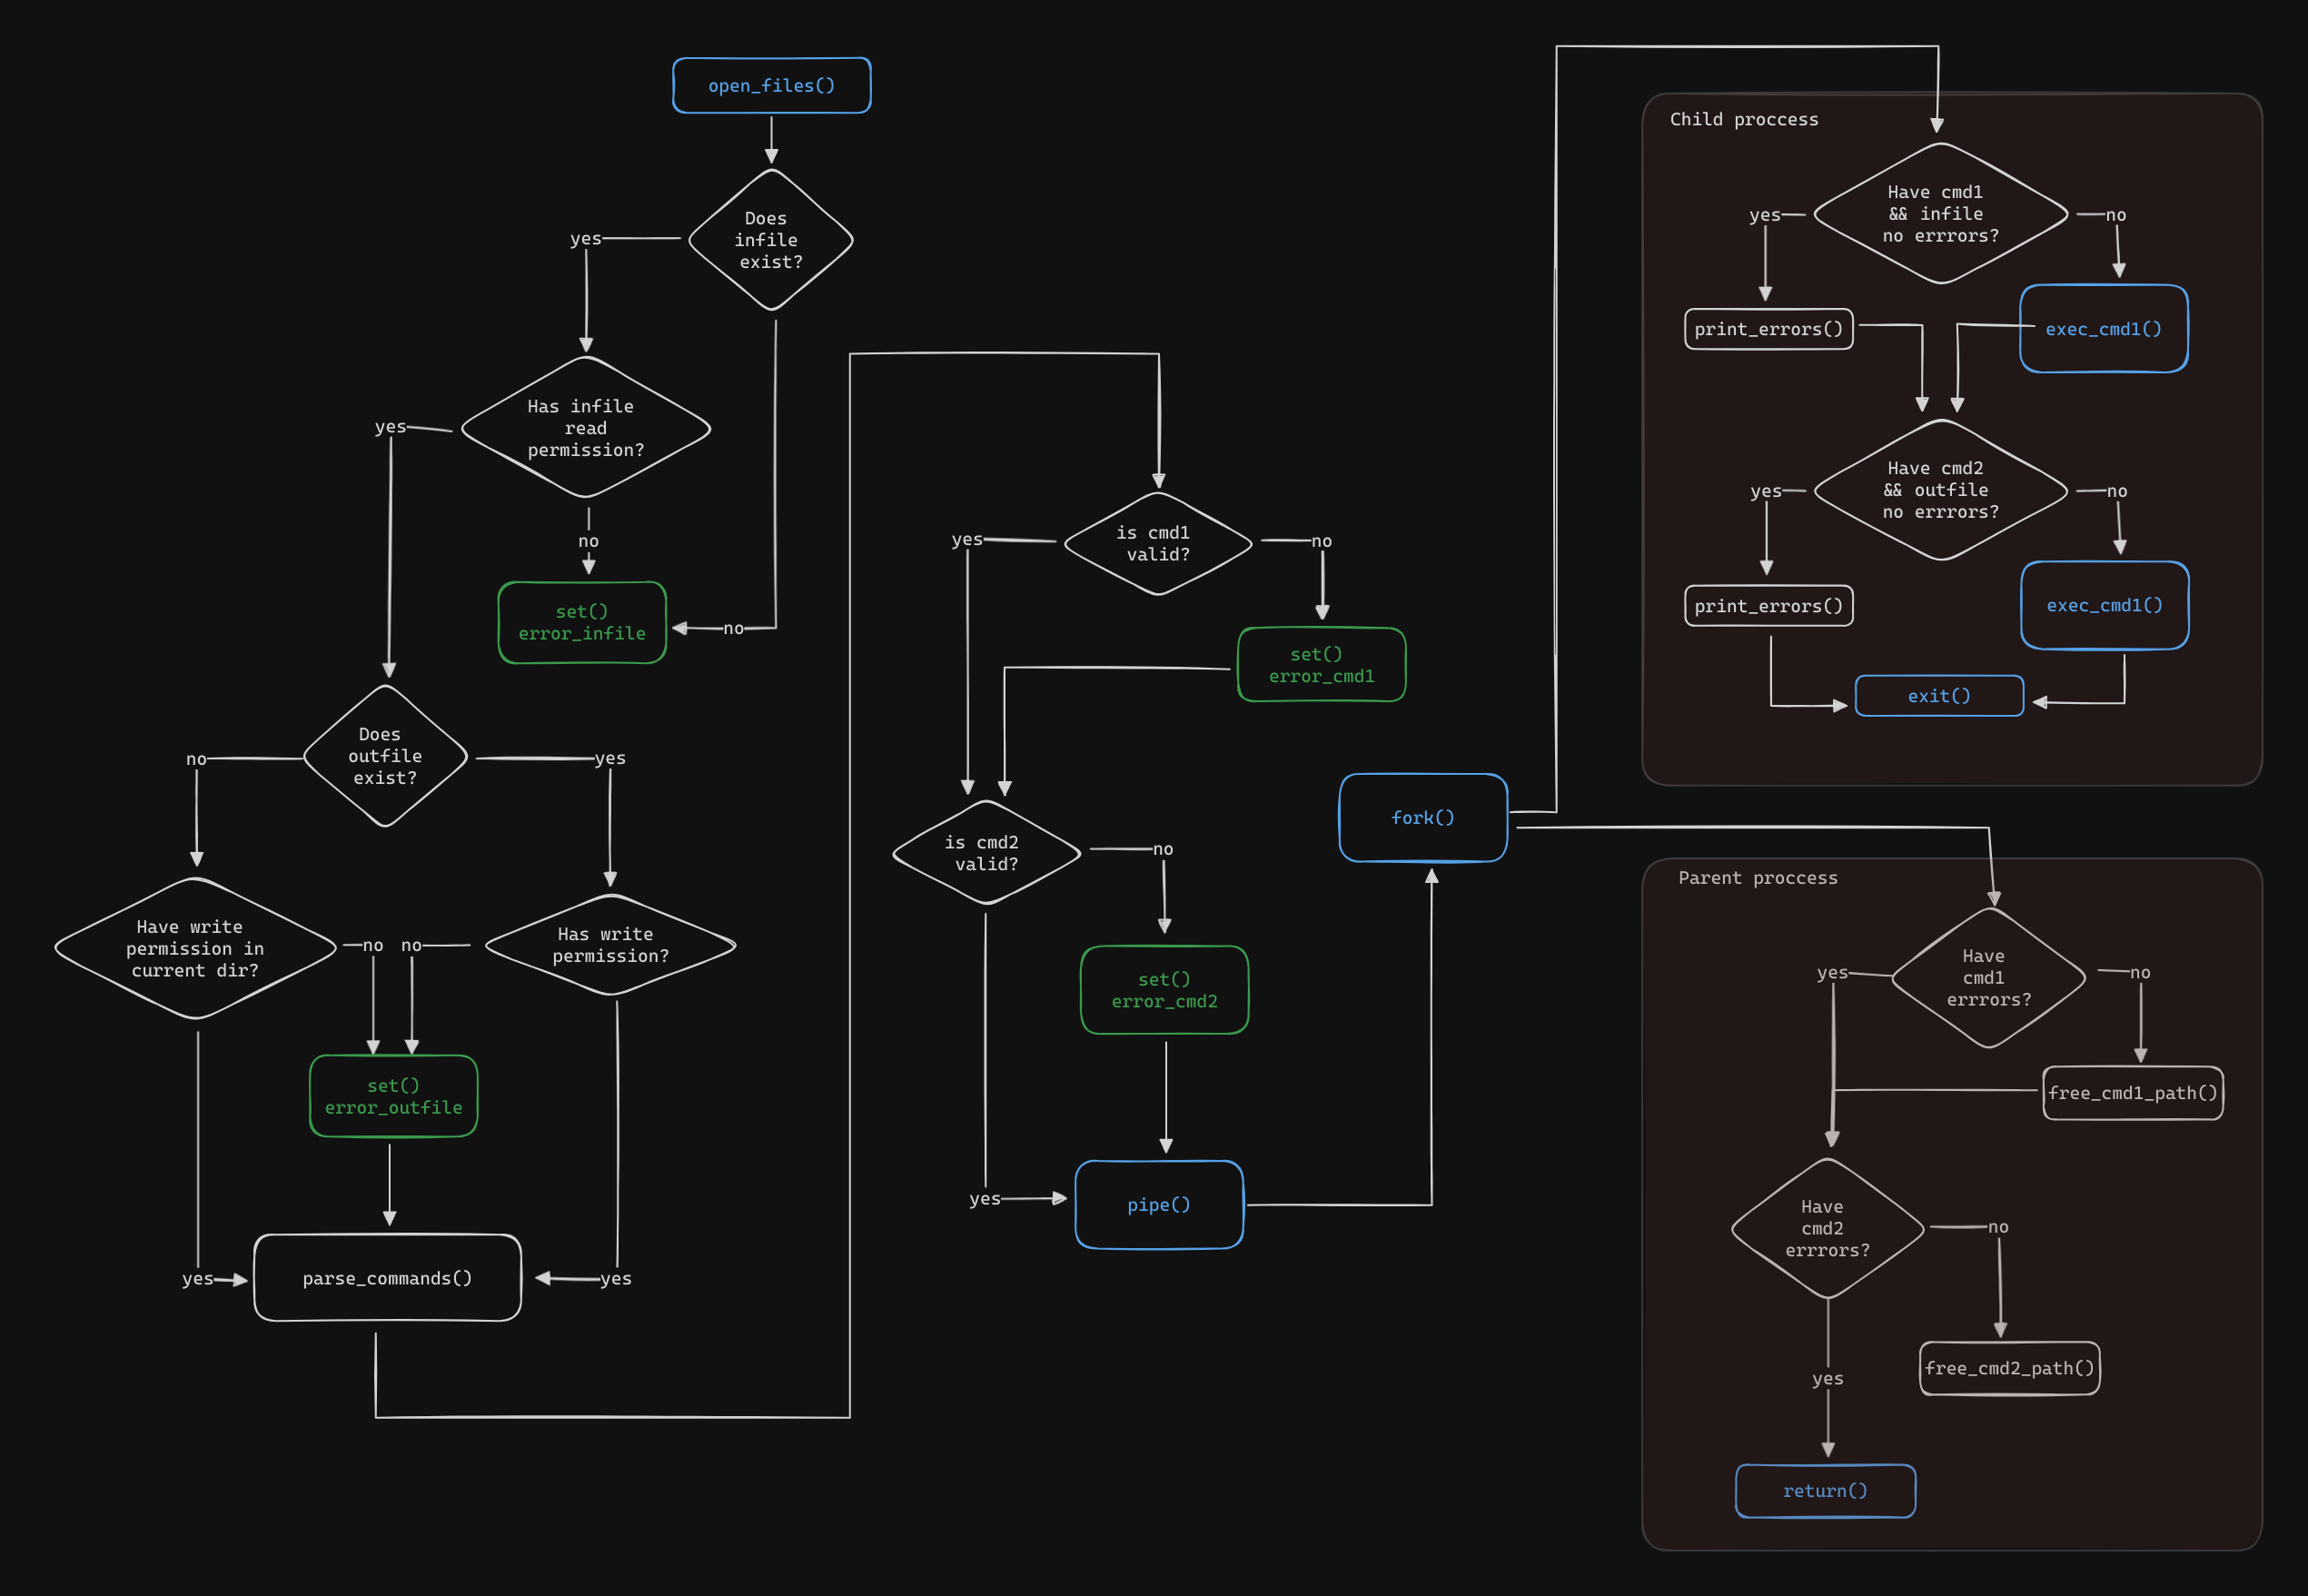 open_files()
Does
infile
exist?
yes
no
Has infile
read
permission?
yes
no
set()
error_infile
Does
outfile
exist?
no
yes
Have write
permission in
current dir?
no
yes
Has write
permission?
no
yes
set()
error_outfile
parse_commands()
is cmd1
valid?
yes
no
set()
error_cmd1
is cmd2
valid?
no
yes
set()
error_cmd2
pipe()
fork()
Child proccess
Have cmd1
&& infile
no errrors?
yes
no
print_errors()
exec_cmd1()
Have cmd2
&& outfile
no errrors?
yes
no
print_errors()
exec_cmd1()
exit()
Parent proccess
Have
cmd1
errrors?
yes
no
free_cmd1_path()
Have
cmd2
errrors?
no
yes
free_cmd2_path()
return()